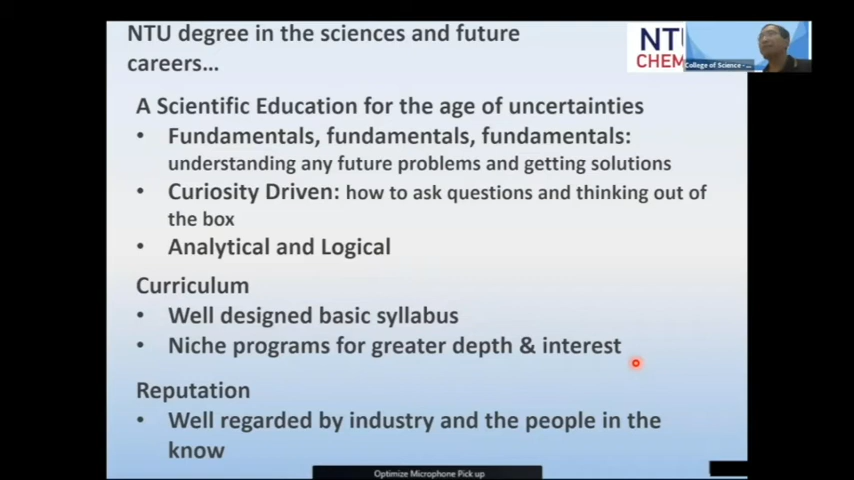 NTU degree in the sciences and future
careers...
NTU
CHEM
College of Science - ...
A Scientific Education for the age of uncertainties
• Fundamentals, fundamentals, fundamentals:
understanding any future problems and getting solutions
• Curiosity Driven: how to ask questions and thinking out of
the box
• Analytical and Logical
Curriculum
• Well designed basic syllabus
• Niche programs for greater depth & interest
Reputation
• Well regarded by industry and the people in the
know
Optimize Microphone Pick up